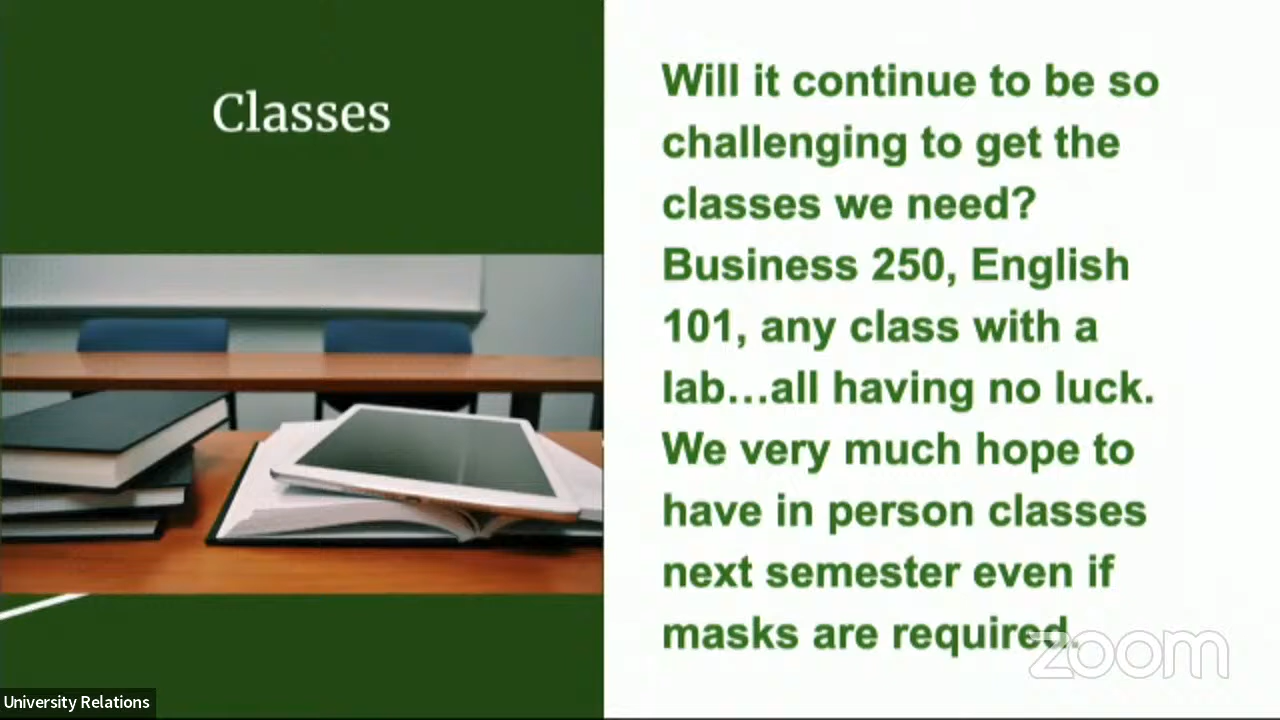 Classes
Will it continue to be so
challenging to get the
classes we need?
Business 250, English
101, any class with a
lab...all having no luck.
We very much hope to
have in person classes
next semester even if
masks are required.
zoom
University Relations